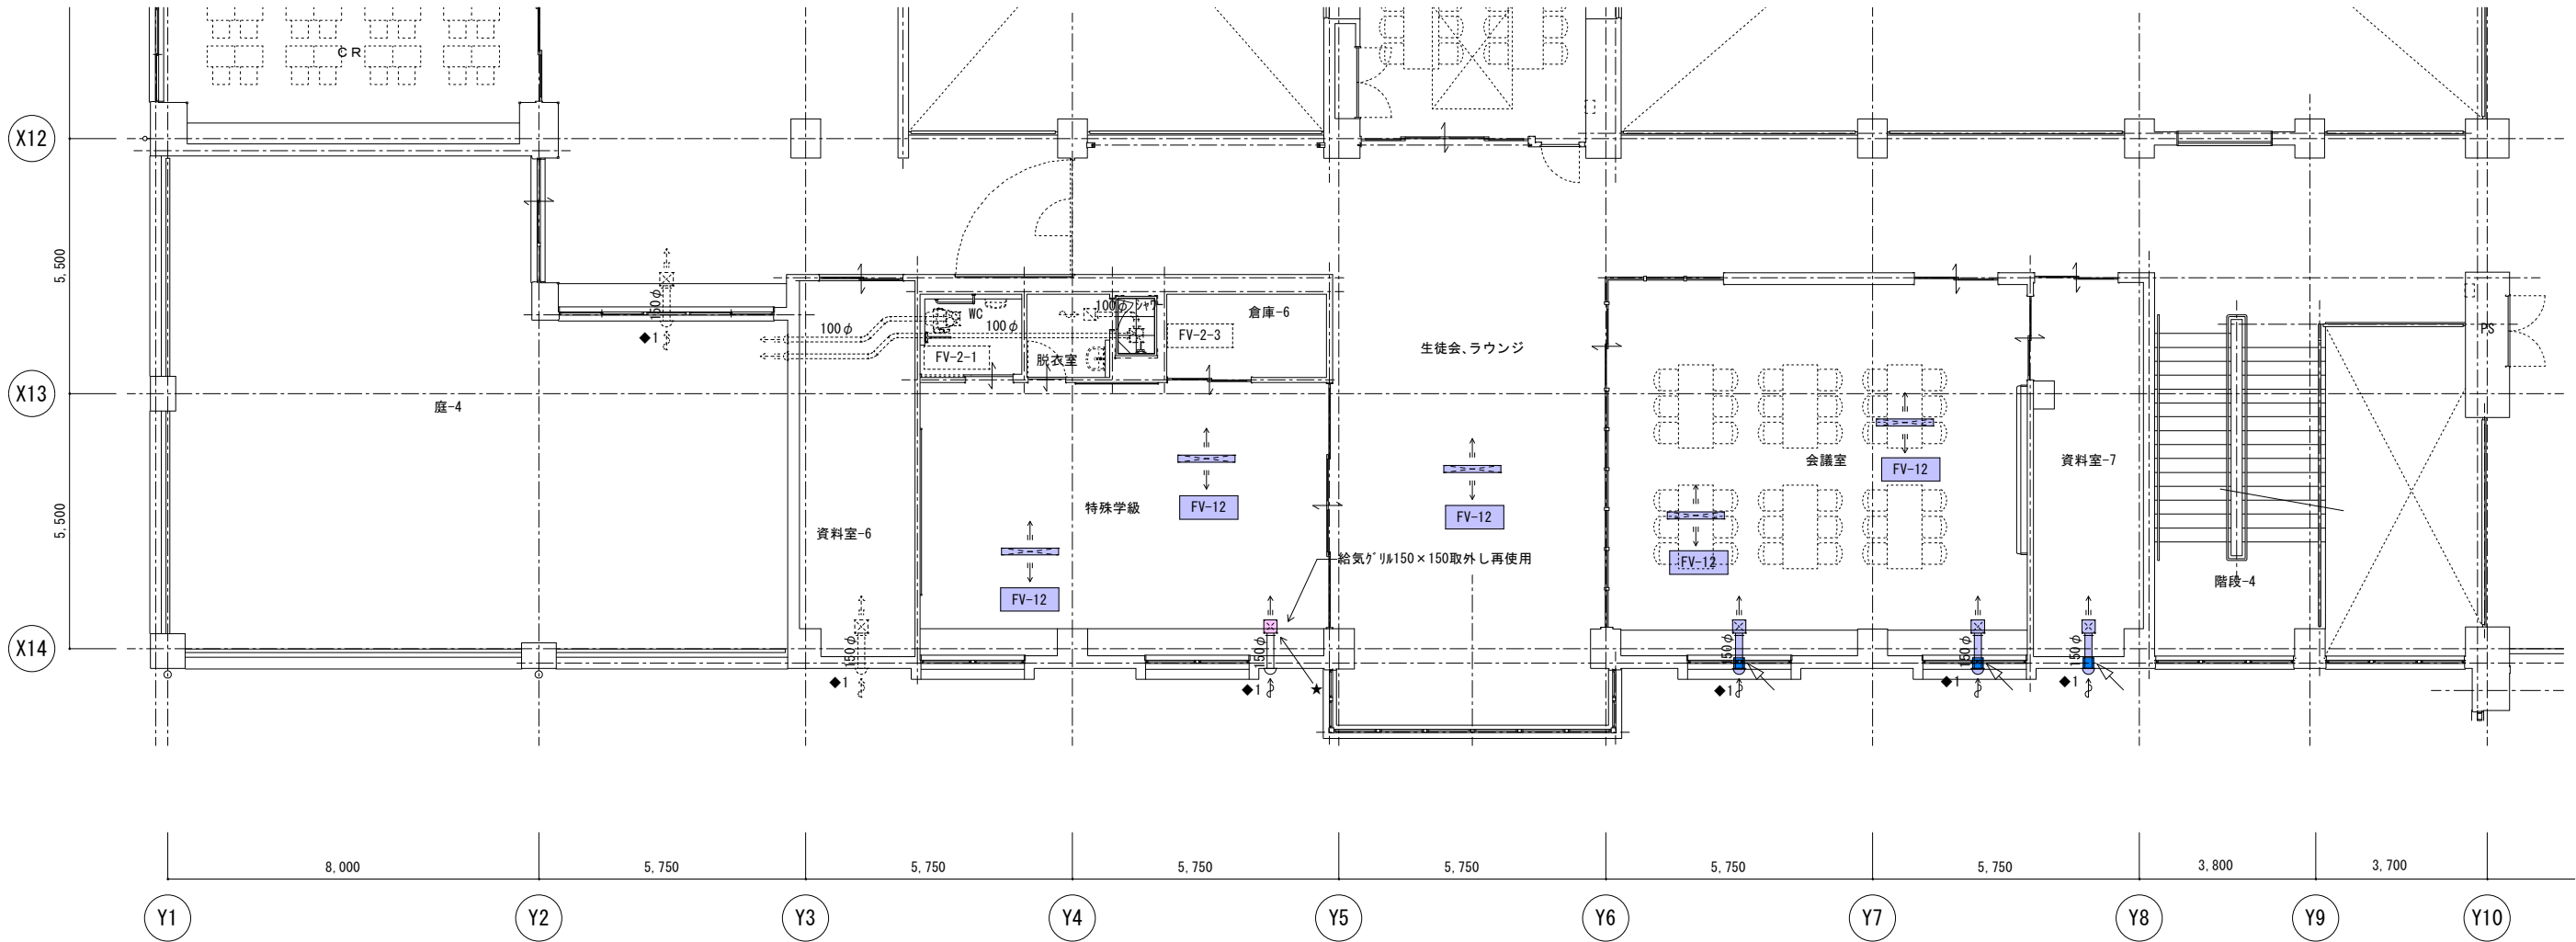 CR
X12
5,500
150φ
◆1
WC
100φ
シャワー
100φ
100φ
倉庫-6
FV-2-1
脱衣室
FV-2-3
生徒会、ラウンジ
PS
X13
庭-4
会議室
資料室-7
FV-12
特殊学級
FV-12
FV-12
5,500
資料室-6
給気グリル150×150取外し再使用
FV-12
階段-4
FV-12
X14
150φ
150φ
150φ
150φ
150φ
◆1
◆1
★
◆1
◆1
◆1
8,000
5,750
5,750
5,750
5,750
5,750
5,750
3,800
3,700
Y1
Y2
Y3
Y4
Y5
Y6
Y7
Y8
Y9
Y10